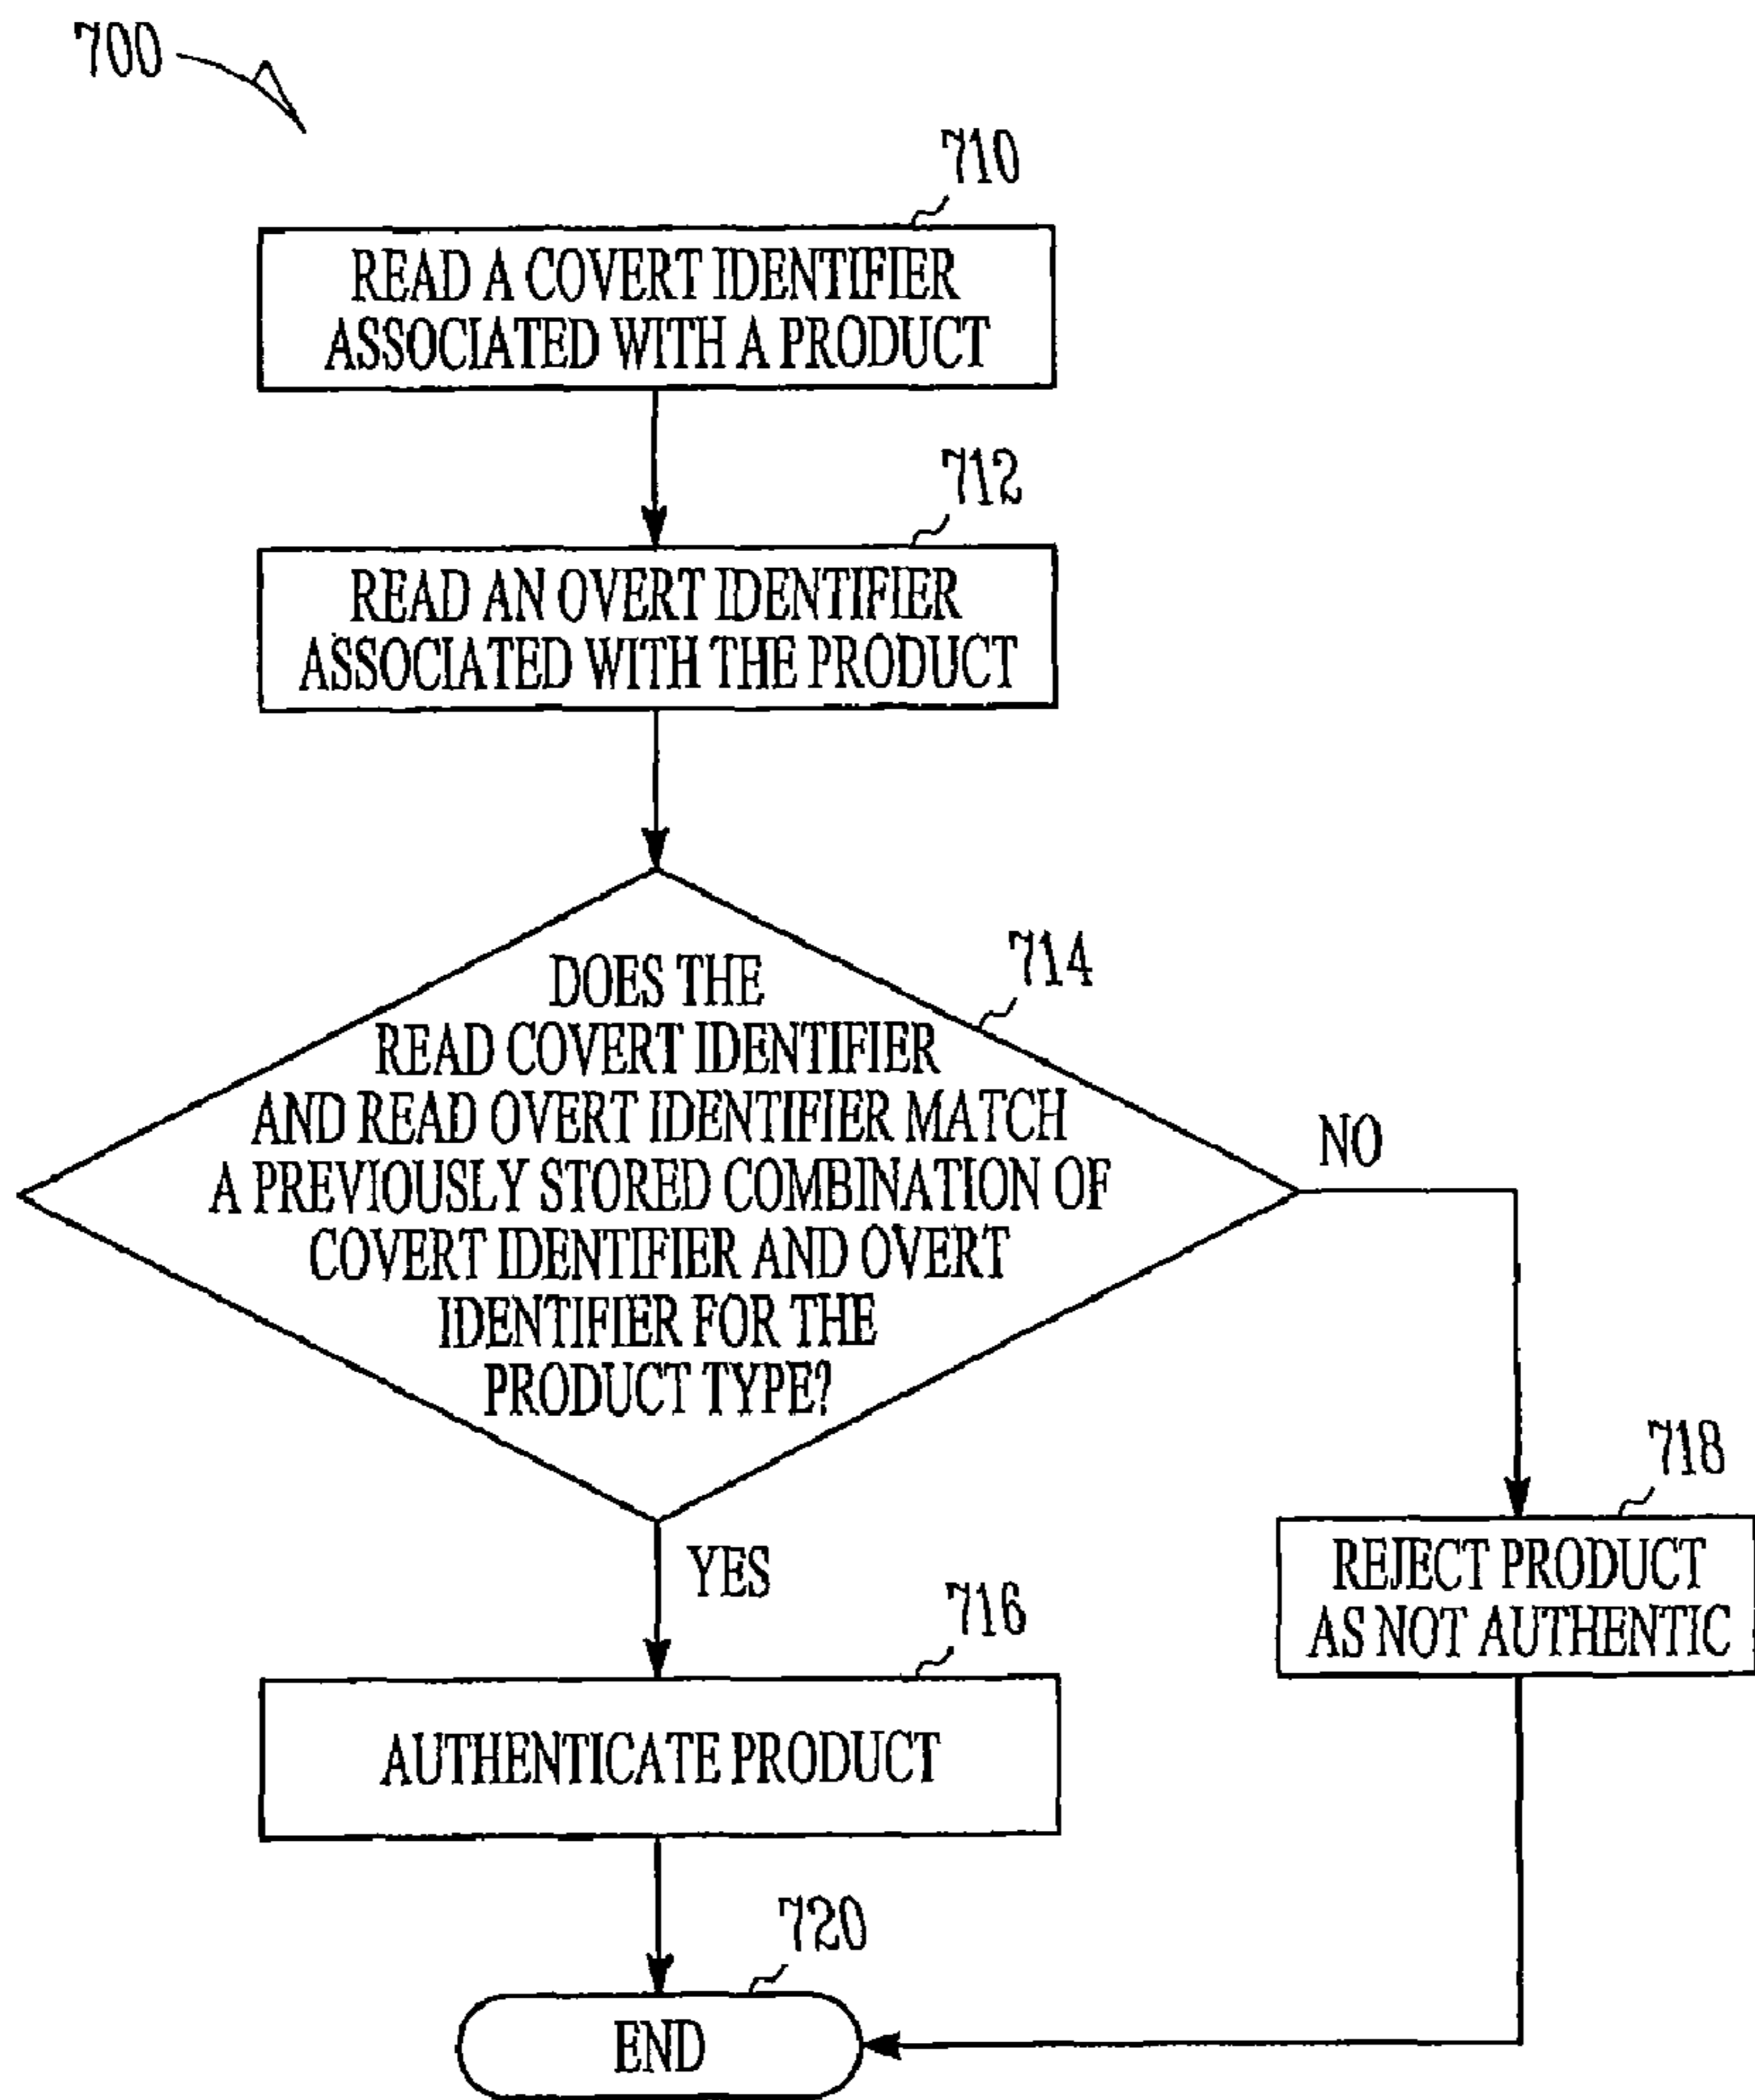 700
710
READ A COVERT IDENTIFIER
ASSOCIATED WITH A PRODUCT
712
READ AN OVERT IDENTIFIER
ASSOCIATED WITH THE PRODUCT
714
DOES THE
READ COVERT IDENTIFIER
AND READ OVERT IDENTIFIER MATCH
A PREVIOUSLY STORED COMBINATION OF
COVERT IDENTIFIER AND OVERT
IDENTIFIER FOR THE
PRODUCT TYPE?
NO
YES
718
REJECT PRODUCT
AS NOT AUTHENTIC
716
AUTHENTICATE PRODUCT
720
END